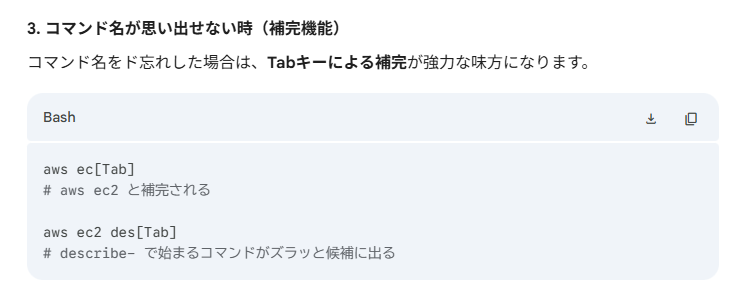 3. コマンド名が思い出せない時（補完機能）
コマンド名をド忘れした場合は、Tabキーによる補完が強力な味方になります。
Bash
aws ec[Tab]
# aws ec2 と補完される
aws ec2 des[Tab]
# describe- で始まるコマンドがズラッと候補に出る